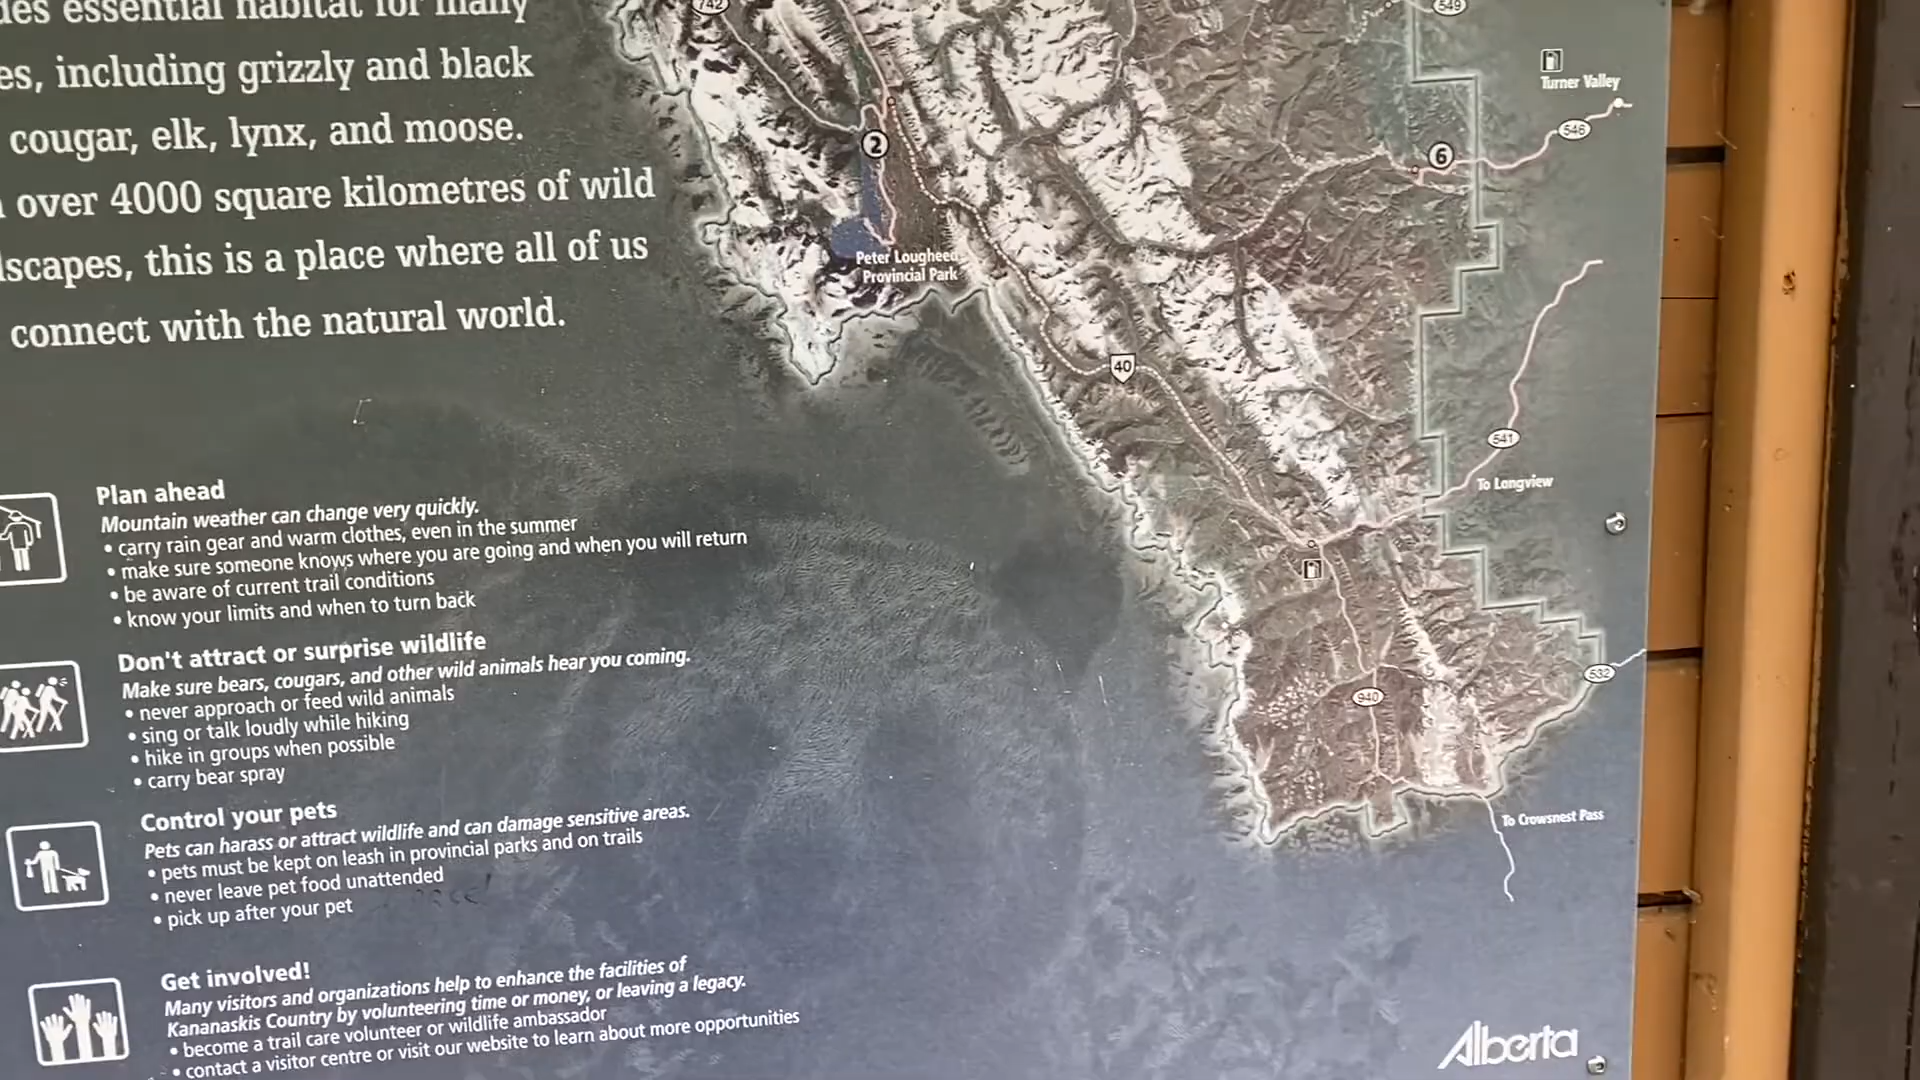 des essential habitat for many
es, including grizzly and black
cougar, elk, lynx, and moose.
over 4000 square kilometres of wild
dscapes, this is a place where all of us
connect with the natural world.
Plan ahead
Mountain weather can change very quickly.
• carry rain gear and warm clothes, even in the summer
• make sure someone knows where you are going and when you will return
• be aware of current trail conditions
• know your limits and when to turn back
Don't attract or surprise wildlife
Make sure bears, cougars, and other wild animals hear you coming.
• never approach or feed wild animals
• sing or talk loudly while hiking
• hike in groups when possible
• carry bear spray
Control your pets
Pets can harass or attract wildlife and can damage sensitive areas.
• pets must be kept on leash in provincial parks and on trails
• never leave pet food unattended
• pick up after your pet
Get involved!
Many visitors and organizations help to enhance the facilities of
Kananaskis Country by volunteering time or money, or leaving a legacy.
• become a trail care volunteer or wildlife ambassador
• contact a visitor centre or visit our website to learn about more opportunities
742
549
Turner Valley
546
2
6
Peter Lougheed
Provincial Park
40
541
To Longview
532
940
To Crowsnest Pass
Alberta